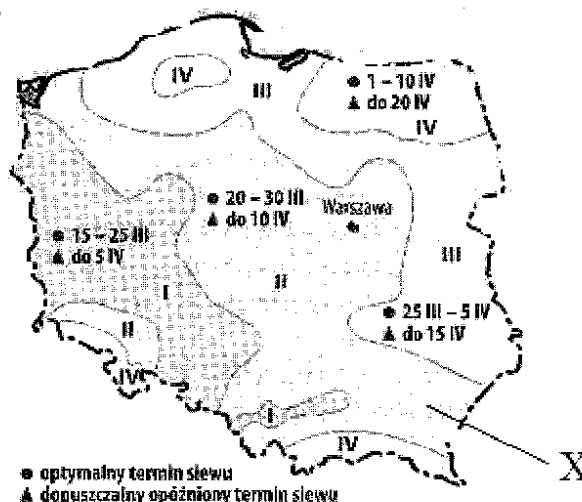 IV
III
● 1 – 10 IV
▲ do 20 IV
IV
● 20 – 30 III
▲ do 10 IV
Warszawa
● 15 – 25 III
▲ do 5 IV
III
I
II
II
● 25 III – 5 IV
▲ do 15 IV
IV
I
IV
X
● optymalny termin siewu
▲ dopuszczalny opóźniony termin siewu